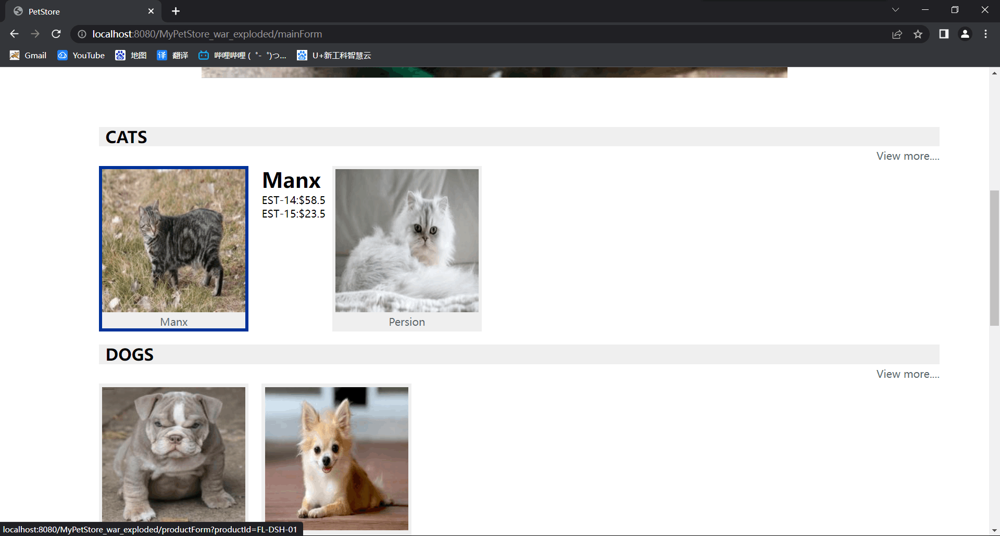 PetStore
localhost:8080/MyPetStore_war_exploded/mainForm
Gmail YouTube 地图 翻译 哔哩哔哩 (゜-゜)つ... U+新工科智慧云
CATS
View more....
Manx
EST-14:$58.5
EST-15:$23.5
Manx
Persion
DOGS
View more....
localhost:8080/MyPetStore_war_exploded/productForm?productId=FL-DSH-01